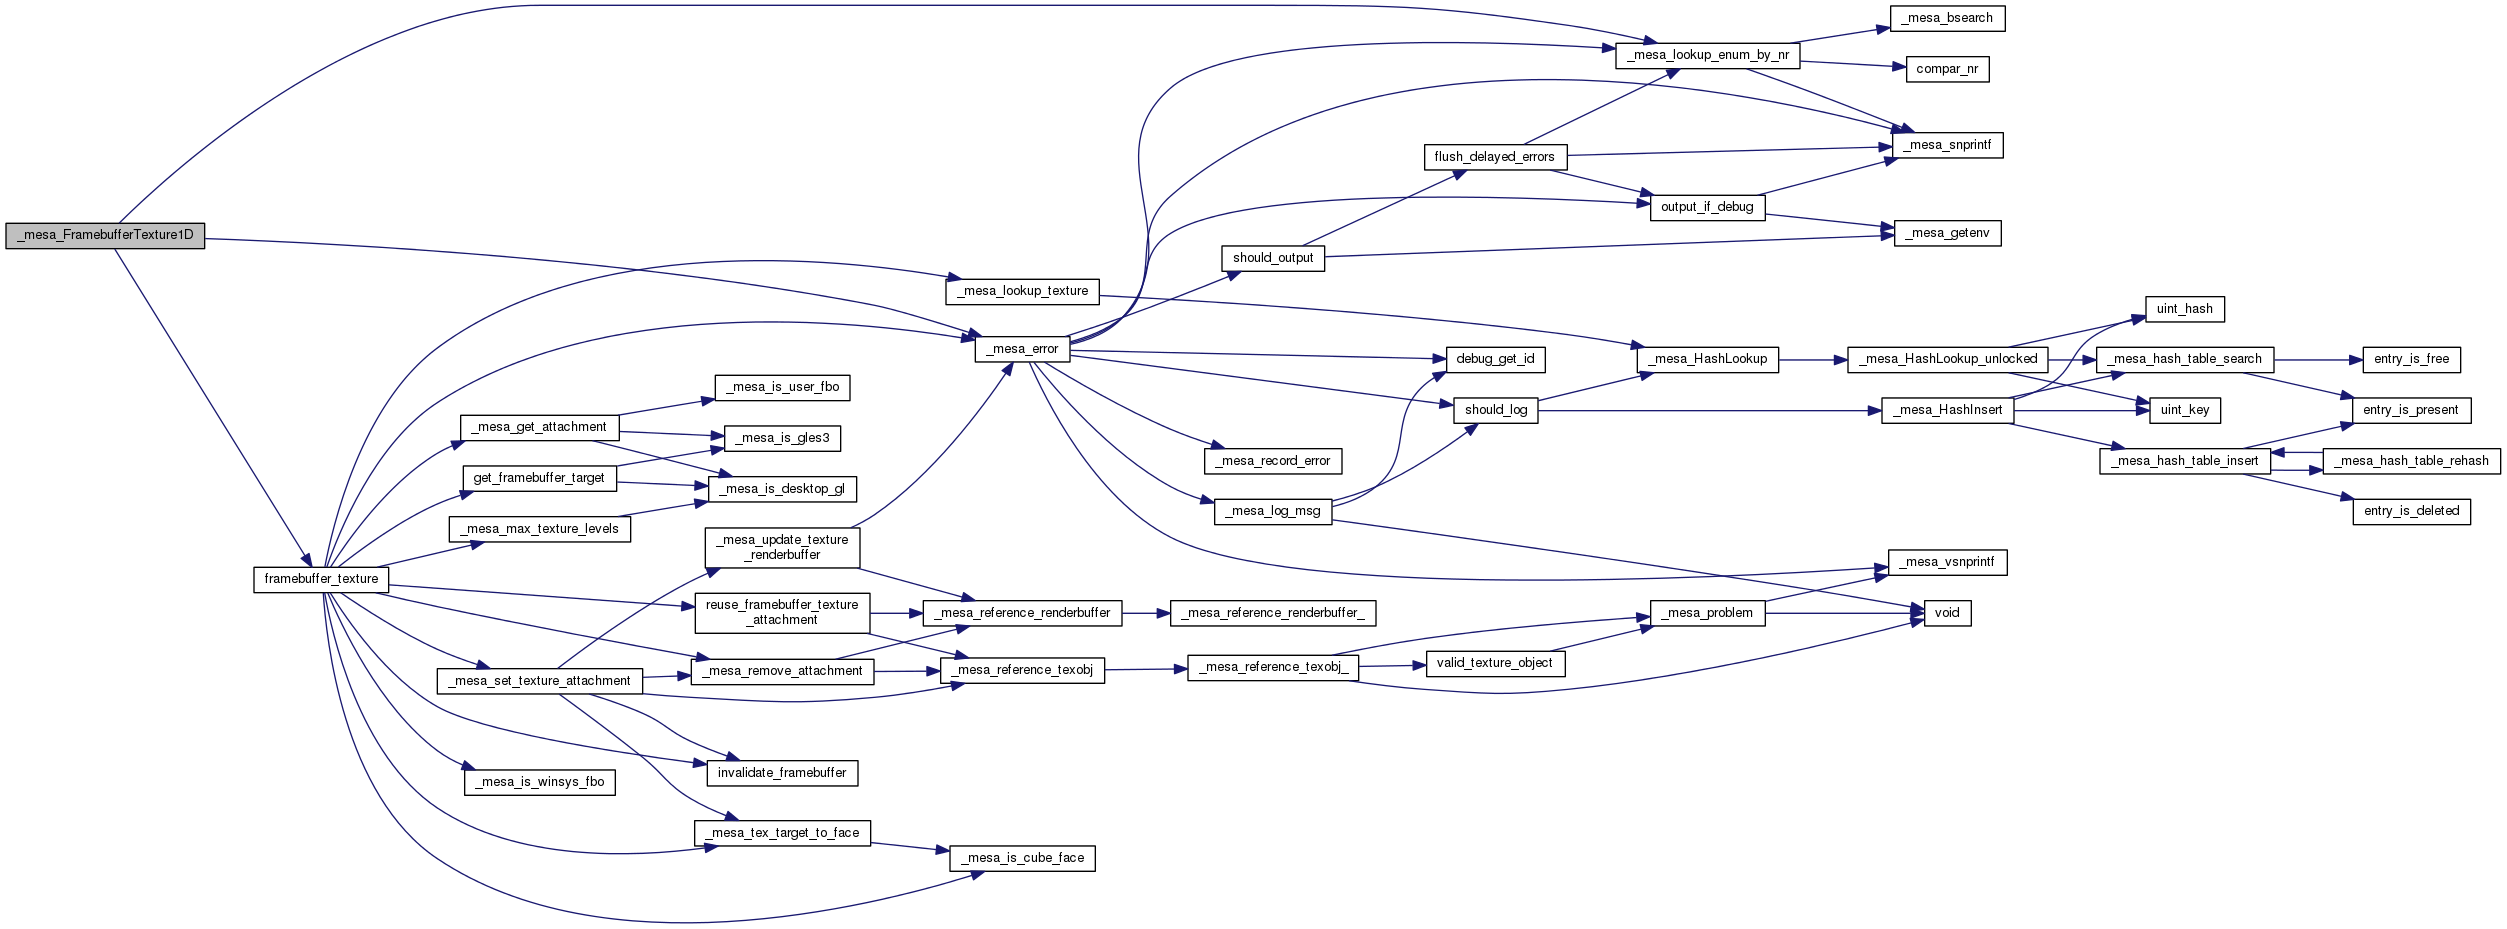 _mesa_FramebufferTexture1D
framebuffer_texture
_mesa_get_attachment
get_framebuffer_target
_mesa_max_texture_levels
_mesa_set_texture_attachment
_mesa_is_winsys_fbo
_mesa_is_user_fbo
_mesa_is_gles3
_mesa_is_desktop_gl
_mesa_update_texture
_renderbuffer
reuse_framebuffer_texture
_attachment
_mesa_remove_attachment
invalidate_framebuffer
_mesa_tex_target_to_face
_mesa_lookup_texture
_mesa_error
_mesa_reference_renderbuffer
_mesa_reference_texobj
_mesa_is_cube_face
should_output
_mesa_record_error
_mesa_log_msg
_mesa_reference_renderbuffer_
_mesa_reference_texobj_
flush_delayed_errors
debug_get_id
should_log
valid_texture_object
_mesa_lookup_enum_by_nr
output_if_debug
_mesa_HashLookup
_mesa_problem
_mesa_bsearch
compar_nr
_mesa_snprintf
_mesa_getenv
_mesa_HashLookup_unlocked
_mesa_HashInsert
_mesa_vsnprintf
void
uint_hash
_mesa_hash_table_search
uint_key
_mesa_hash_table_insert
entry_is_free
entry_is_present
_mesa_hash_table_rehash
entry_is_deleted